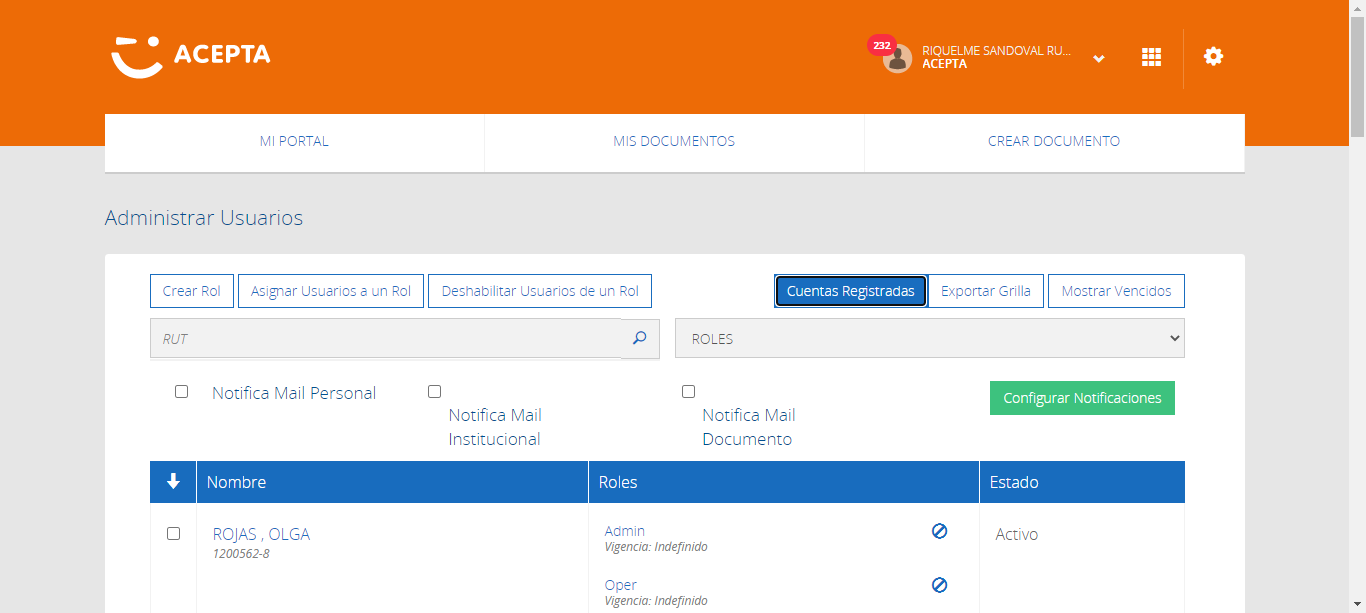 ACEPTA
232
RIQUELME SANDOVAL RU...
ACEPTA
MI PORTAL
MIS DOCUMENTOS
CREAR DOCUMENTO
Administrar Usuarios
Crear Rol
Asignar Usuarios a un Rol
Deshabilitar Usuarios de un Rol
Cuentas Registradas
Exportar Grilla
Mostrar Vencidos
RUT
ROLES
Notifica Mail Personal
Notifica Mail
Institucional
Notifica Mail
Documento
Configurar Notificaciones
Nombre
Roles
Estado
ROJAS , OLGA
1200562-8
Admin
Vigencia: Indefinido
Activo
Oper
Vigencia: Indefinido